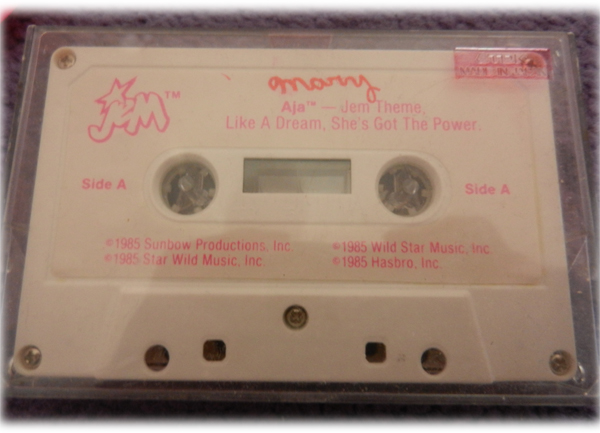 JEM™
Aja™ — Jem Theme,
Like A Dream, She's Got The Power.
Side A
Side A
©1985 Sunbow Productions, Inc.
©1985 Wild Star Music, Inc.
©1985 Star Wild Music, Inc.
©1985 Hasbro, Inc.